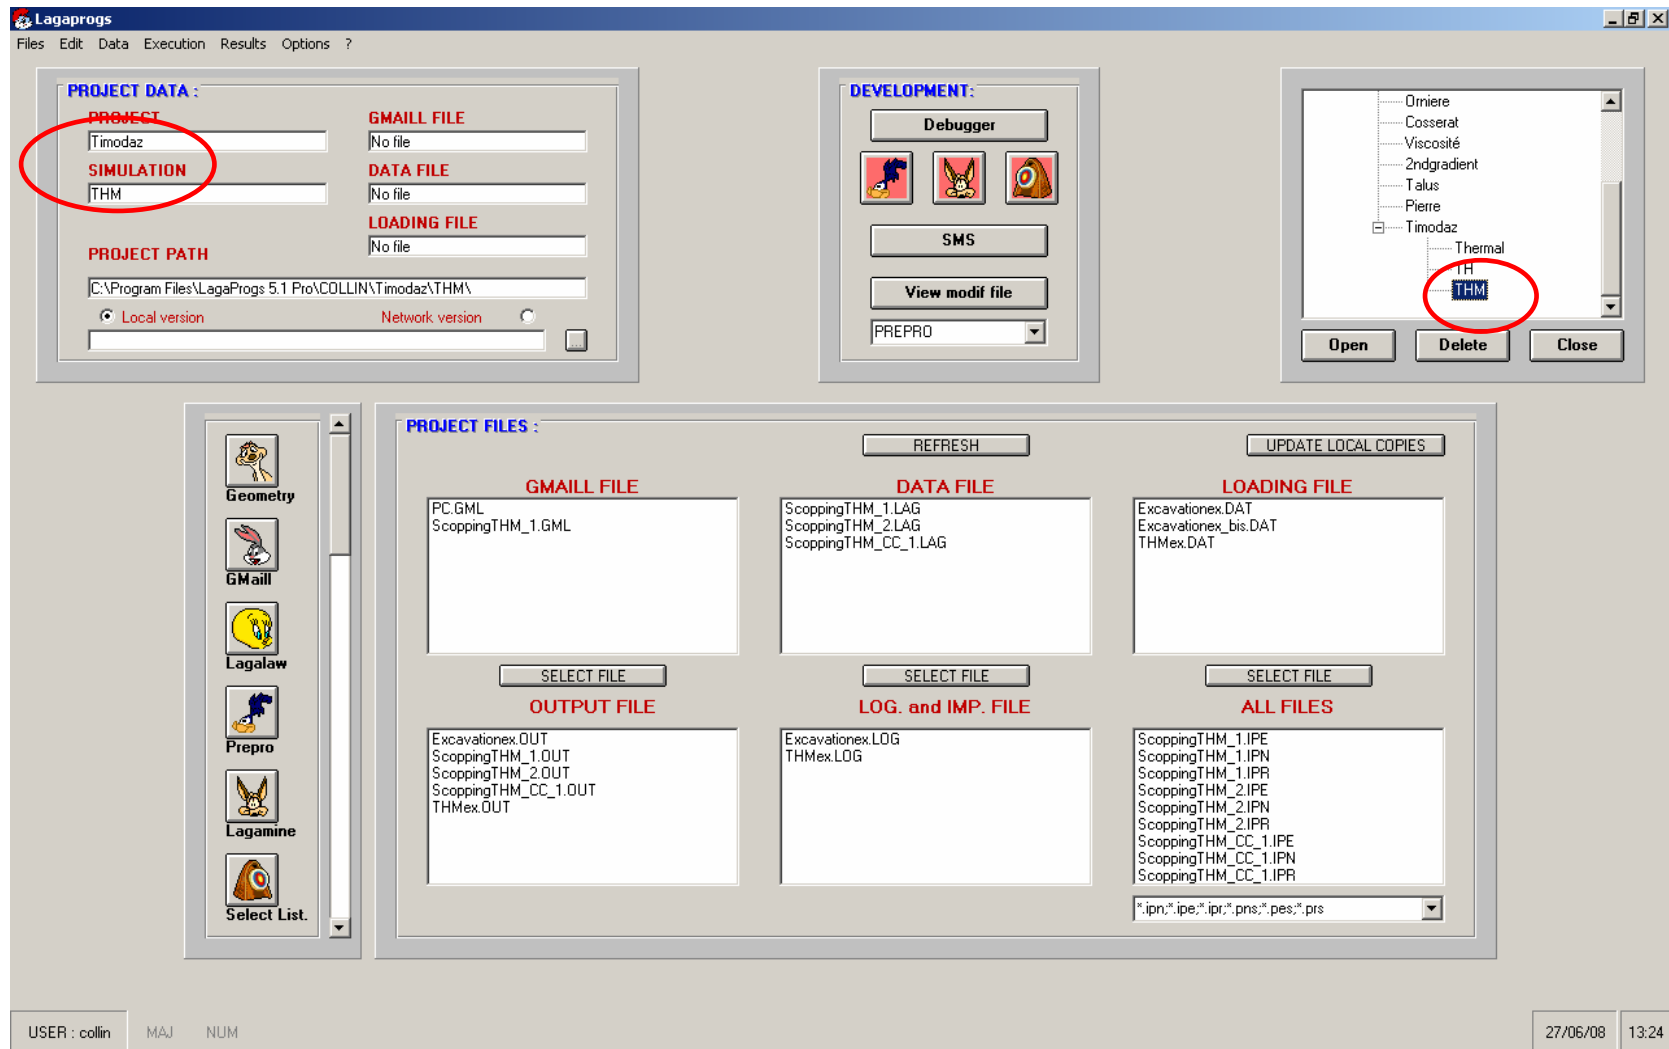 Lagaprogs
Files Edit Data Execution Results Options ?
PROJECT DATA :
PROJECT
Timodaz
SIMULATION
THM
GMAILL FILE
No file
DATA FILE
No file
LOADING FILE
No file
PROJECT PATH
C:\Program Files\LagaProgs 5.1 Pro\COLLIN\Timodaz\THM\
Local version
Network version
...
DEVELOPMENT:
Debugger
SMS
View modif file
PREPRO
Orniere
Cosserat
Viscosité
2ndgradient
Talus
Pierre
Timodaz
Thermal
TH
THM
Open Delete Close
Geometry
GMaill
Lagalaw
Prepro
Lagamine
Select List.
PROJECT FILES :
REFRESH
UPDATE LOCAL COPIES
GMAILL FILE
PC.GML
ScoppingTHM_1.GML
SELECT FILE
DATA FILE
ScoppingTHM_1.LAG
ScoppingTHM_2.LAG
ScoppingTHM_CC_1.LAG
SELECT FILE
LOADING FILE
Excavationex.DAT
Excavationex_bis.DAT
THMex.DAT
SELECT FILE
OUTPUT FILE
Excavationex.OUT
ScoppingTHM_1.OUT
ScoppingTHM_2.OUT
ScoppingTHM_CC_1.OUT
THMex.OUT
LOG. and IMP. FILE
Excavationex.LOG
THMex.LOG
ALL FILES
ScoppingTHM_1.IPE
ScoppingTHM_1.IPN
ScoppingTHM_1.IPR
ScoppingTHM_2.IPE
ScoppingTHM_2.IPN
ScoppingTHM_2.IPR
ScoppingTHM_CC_1.IPE
ScoppingTHM_CC_1.IPN
ScoppingTHM_CC_1.IPR
*.ipn;*.ipe;*.ipr;*.pns;*.pes;*.prs
USER : collin MAJ NUM 27/06/08 13:24